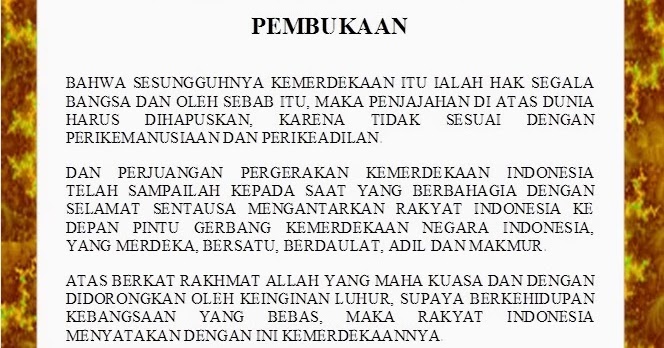 PEMBUKAAN
BAHWA SESUNGGUHNYA KEMERDEKAAN ITU IALAH HAK SEGALA
BANGSA DAN OLEH SEBAB ITU, MAKA PENJAJAHAN DI ATAS DUNIA
HARUS DIHAPUSKAN, KARENA TIDAK SESUAI DENGAN
PERIKEMANUSIAAN DAN PERIKEADILAN.
DAN PERJUANGAN PERGERAKAN KEMERDEKAAN INDONESIA
TELAH SAMPAILAH KEPADA SAAT YANG BERBAHAGIA DENGAN
SELAMAT SENTAUSA MENGANTARKAN RAKYAT INDONESIA KE
DEPAN PINTU GERBANG KEMERDEKAAN NEGARA INDONESIA,
YANG MERDEKA, BERSATU, BERDAULAT, ADIL DAN MAKMUR.
ATAS BERKAT RAKHMAT ALLAH YANG MAHA KUASA DAN DENGAN
DIDORONGKAN OLEH KEINGINAN LUHUR, SUPAYA BERKEHIDUPAN
KEBANGSAAN YANG BEBAS, MAKA RAKYAT INDONESIA
MENYATAKAN DENGAN INI KEMERDEKAANNYA.